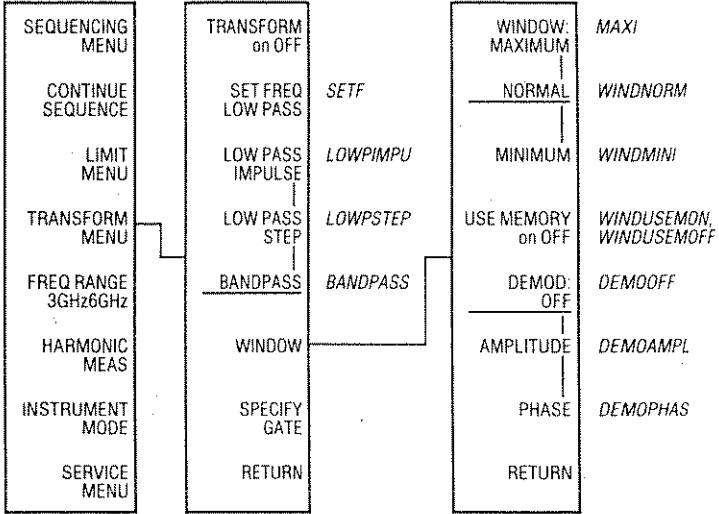 SEQUENCING
MENU
CONTINUE
SEQUENCE
LIMIT
MENU
TRANSFORM
MENU
FREQ RANGE
3GHz6GHz
HARMONIC
MEAS
INSTRUMENT
MODE
SERVICE
MENU
TRANSFORM
on OFF
SET FREQ
LOW PASS
SETF
LOW PASS
IMPULSE
LOWPIMPU
LOW PASS
STEP
LOWPSTEP
BANDPASS
BANDPASS
WINDOW
SPECIFY
GATE
RETURN
WINDOW:
MAXIMUM
MAXI
NORMAL
WINDNORM
MINIMUM
WINDMINI
USE MEMORY
on OFF
WINDUSEMON,
WINDUSEMOFF
DEMOD:
OFF
DEMOOFF
AMPLITUDE
DEMOAMPL
PHASE
DEMOPHAS
RETURN